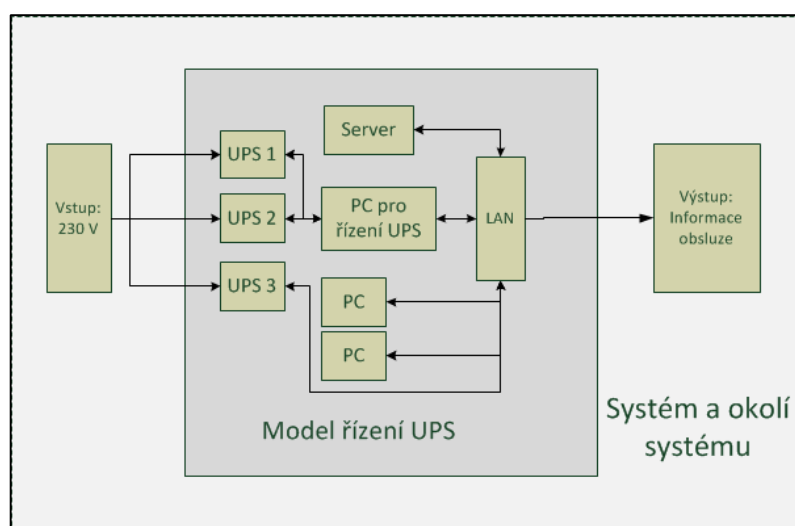 Vstup:
230 V
UPS 1
UPS 2
UPS 3
Server
PC pro
řízení UPS
PC
PC
LAN
Výstup:
Informace
obsluze
Model řízení UPS
Systém a okolí
systému